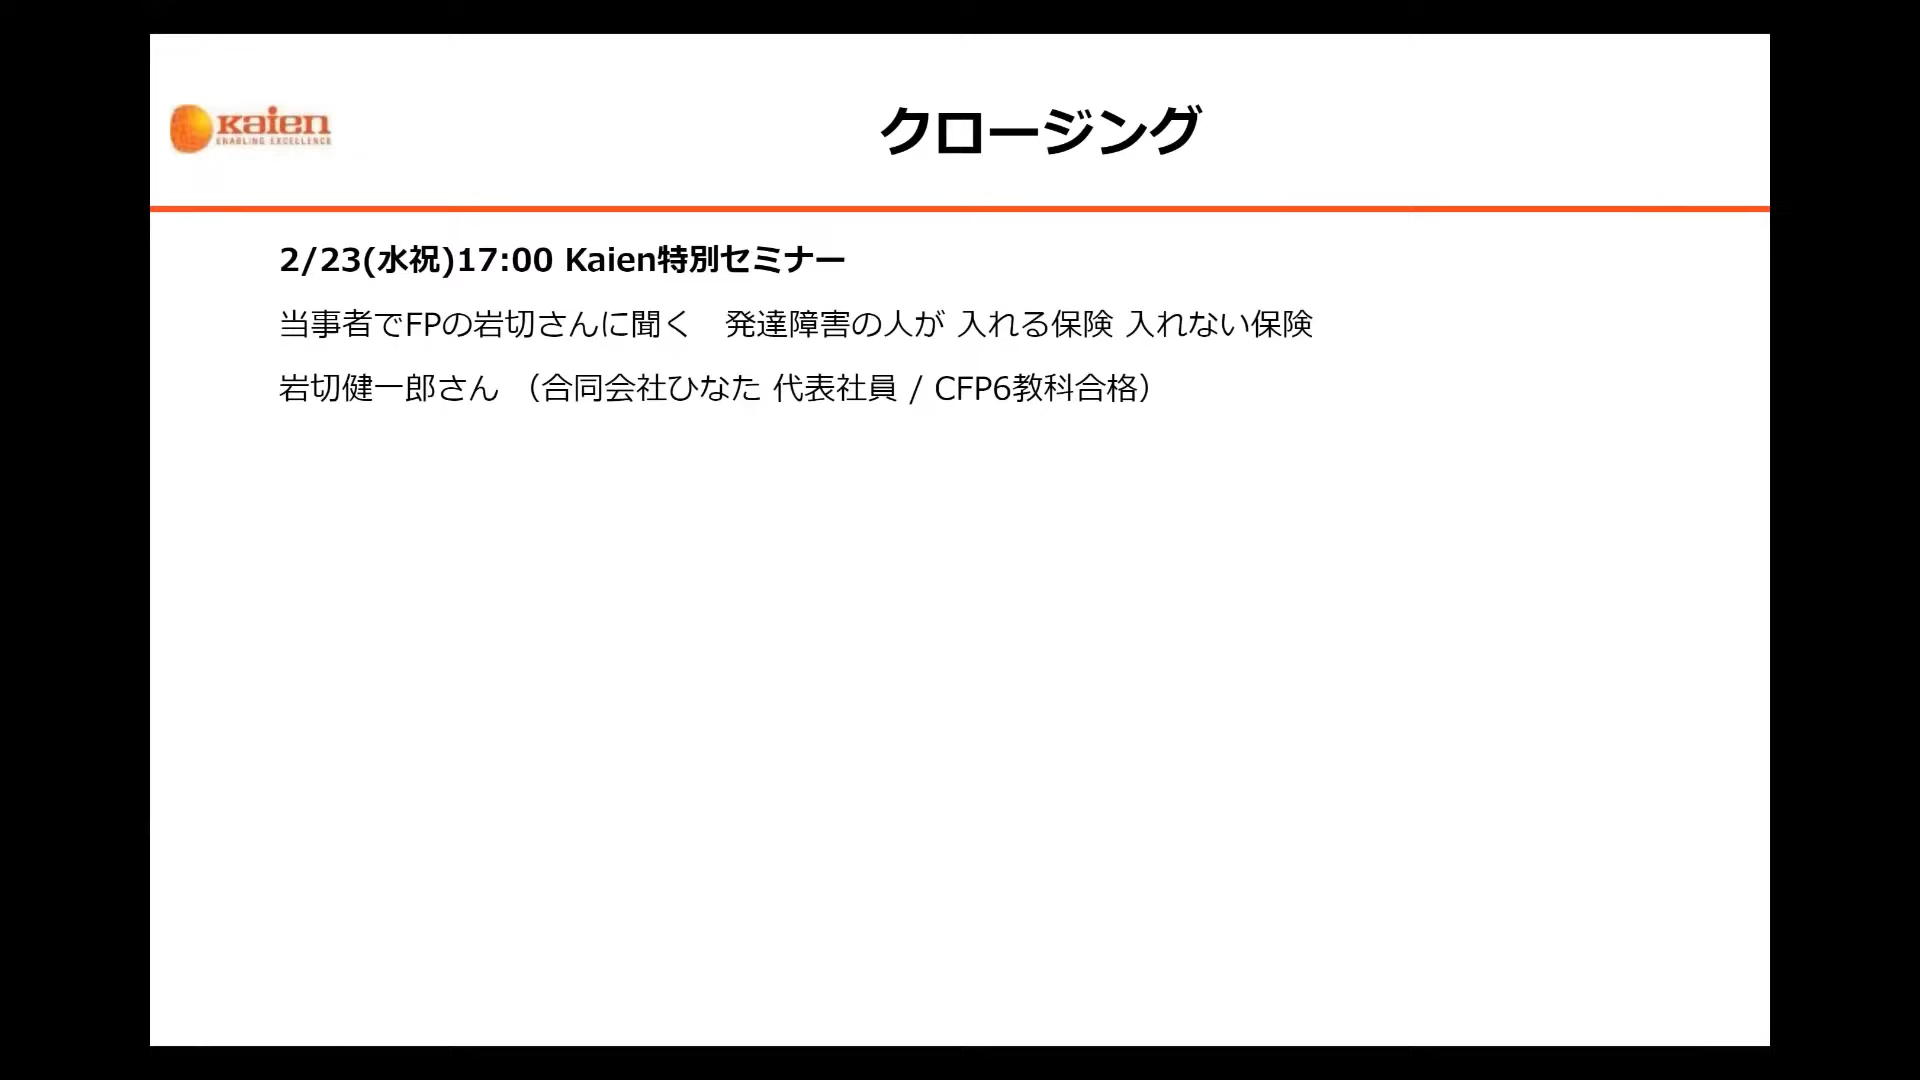 kaien
ENABLING EXCELLENCE
クロージング
2/23(水祝)17:00 Kaien特別セミナー
当事者でFPの岩切さんに聞く　発達障害の人が 入れる保険 入れない保険
岩切健一郎さん （合同会社ひなた 代表社員 / CFP6教科合格）